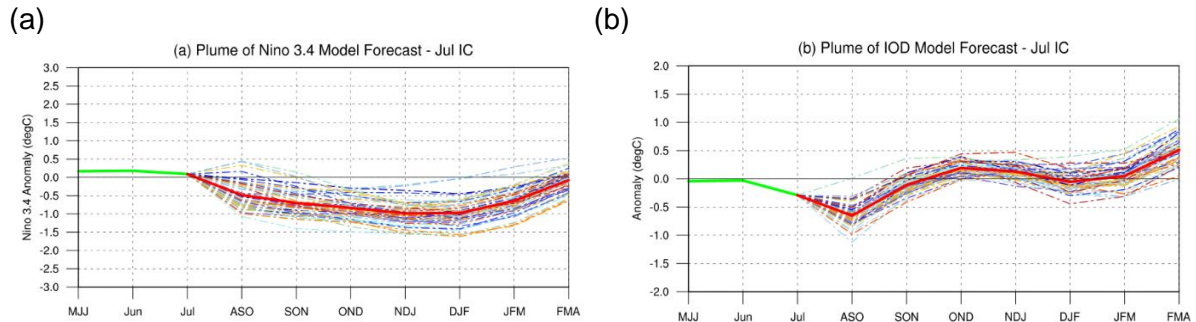 (a)
(b)
(a) Plume of Nino 3.4 Model Forecast - Jul IC
Nino 3.4 Anomaly (degC)
3.0
2.5
2.0
1.5
1.0
0.5
0.0
-0.5
-1.0
-1.5
-2.0
-2.5
-3.0
MJJ Jun Jul ASO SON OND NDJ DJF JFM FMA
(b) Plume of IOD Model Forecast - Jul IC
Anomaly (degC)
2.0
1.5
1.0
0.5
0.0
-0.5
-1.0
-1.5
-2.0
MJJ Jun Jul ASO SON OND NDJ DJF JFM FMA